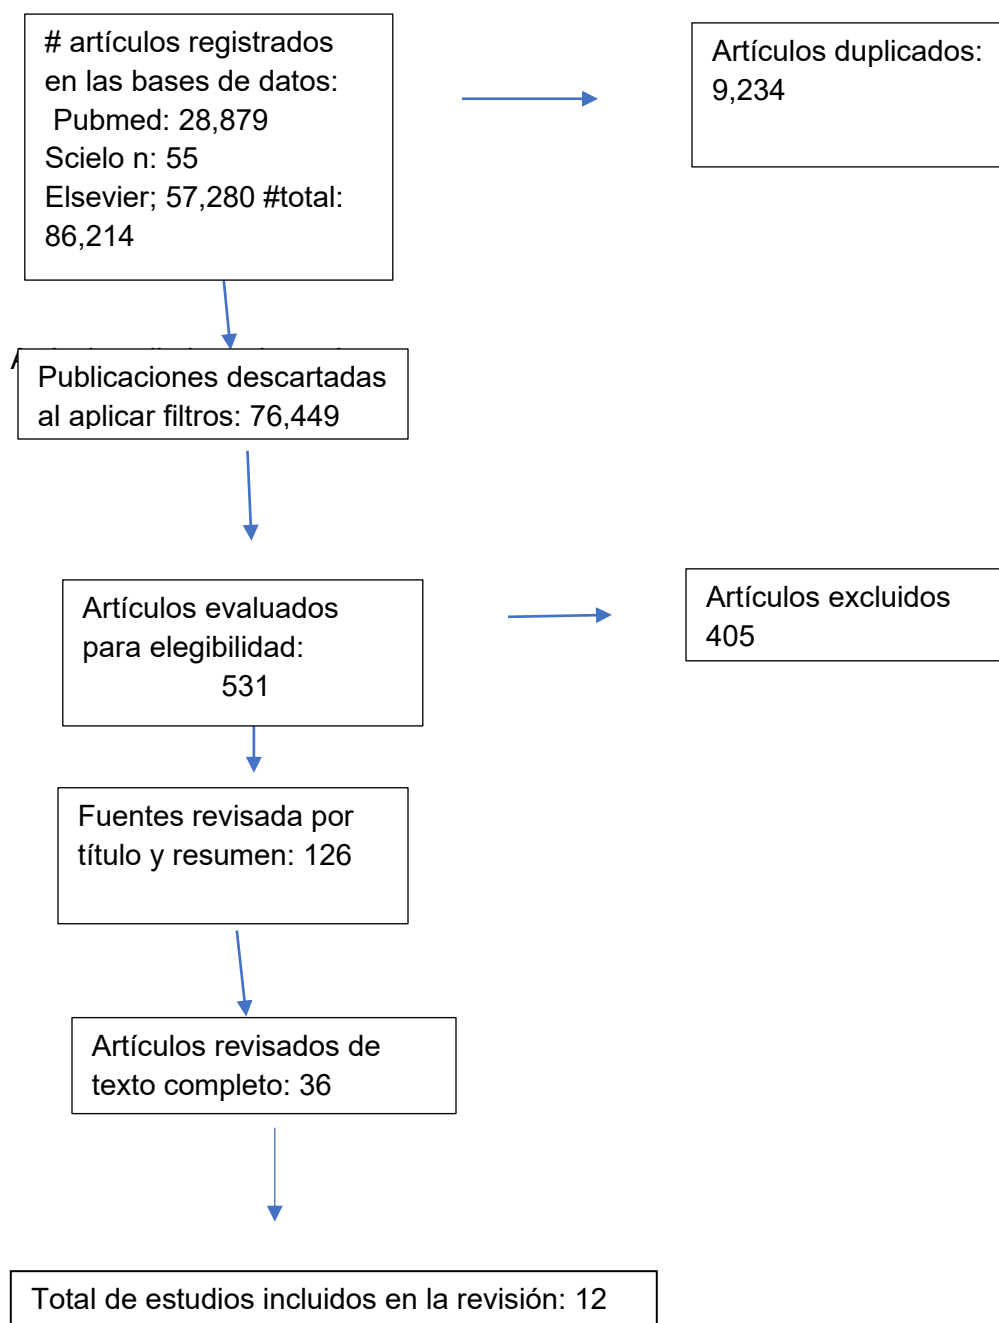 # artículos registrados
en las bases de datos:
Pubmed: 28,879
Scielo n: 55
Elsevier; 57,280 #total:
86,214
Artículos duplicados:
9,234
Publicaciones descartadas
al aplicar filtros: 76,449
Artículos evaluados
para elegibilidad:
531
Artículos excluidos
405
Fuentes revisada por
título y resumen: 126
Artículos revisados de
texto completo: 36
Total de estudios incluidos en la revisión: 12